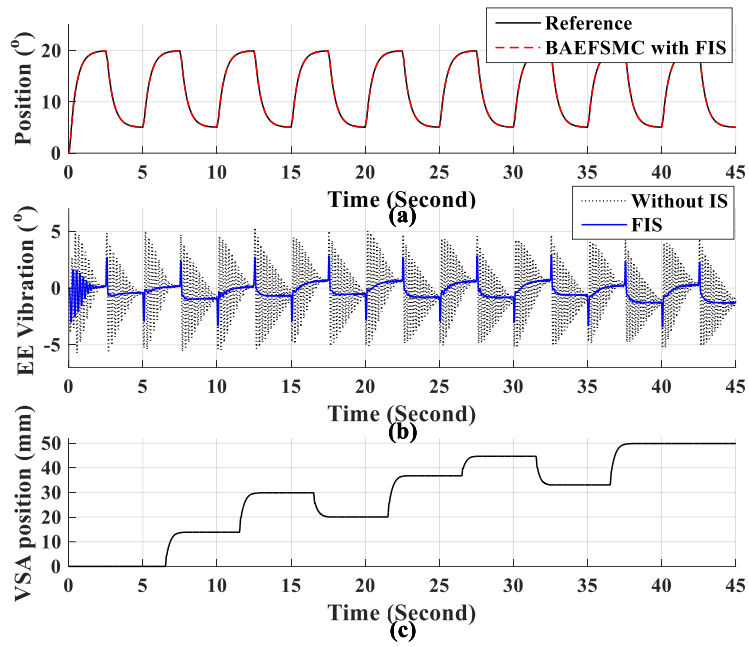 Position (°)
20
10
0
Reference
BAEFSMC with FIS
0 5 10 15 20 25 30 35 40 45
Time (Second)
(a)
EE Vibration (°)
5
0
-5
Without IS
FIS
0 5 10 15 20 25 30 35 40 45
Time (Second)
(b)
VSA position (mm)
50
40
30
20
10
0
0 5 10 15 20 25 30 35 40 45
Time (Second)
(c)